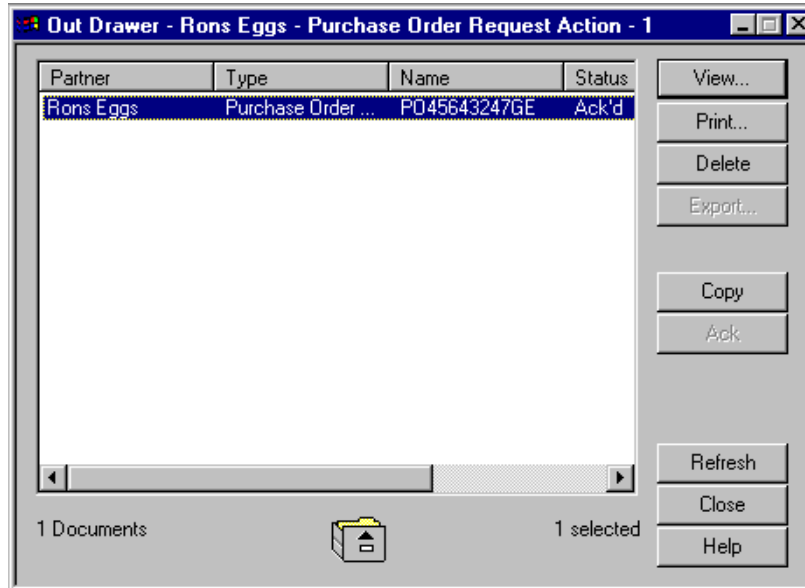 Out Drawer - Rons Eggs - Purchase Order Request Action - 1
Partner Type Name Status
Rons Eggs Purchase Order ... PO45643247GE Ack'd
View...
Print...
Delete
Export...
Copy
Ack
Refresh
Close
Help
1 Documents 1 selected